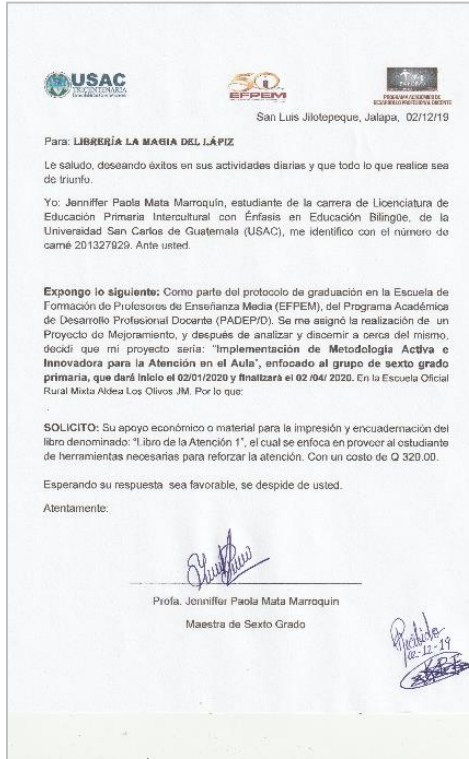 USAC
TRICENTENARIA
50
EFPEM
PROGRAMA ACADÉMICO DE
DESARROLLO PROFESIONAL DOCENTE
San Luis Jilotepeque, Jalapa, 02/12/19
Para: LIBRERÍA LA MAGIA DEL LÁPIZ
Le saludo, deseando éxitos en sus actividades diarias y que todo lo que realice sea
de triunfo.
Yo: Jenniffer Paola Mata Marroquín, estudiante de la carrera de Licenciatura de
Educación Primaria Intercultural con Énfasis en Educación Bilingüe, de la
Universidad San Carlos de Guatemala (USAC), me identifico con el número de
carné 201327829. Ante usted.
Expongo lo siguiente: Como parte del protocolo de graduación en la Escuela de
Formación de Profesores de Enseñanza Media (EFPEM), del Programa Académica
de Desarrollo Profesional Docente (PADEP/D). Se me asignó la realización de un
Proyecto de Mejoramiento, y después de analizar y discernir a cerca del mismo,
decidí que mi proyecto sería: "Implementación de Metodología Activa e
Innovadora para la Atención en el Aula", enfocado al grupo de sexto grado
primaria, que dará inicio el 02/01/2020 y finalizará el 02 /04/ 2020. En la Escuela Oficial
Rural Mixta Aldea Los Olivos JM. Por lo que:
.
SOLICITO: Su apoyo económico o material para la impresión y encuadernación del
libro denominado: "Libro de la Atención 1", el cual se enfoca en proveer al estudiante
de herramientas necesarias para reforzar la atención. Con un costo de Q 320.00.
Esperando su respuesta sea favorable, se despide de usted.
Atentamente:
Profa. Jenniffer Paola Mata Marroquín
Maestra de Sexto Grado
Recibido
02-12-19